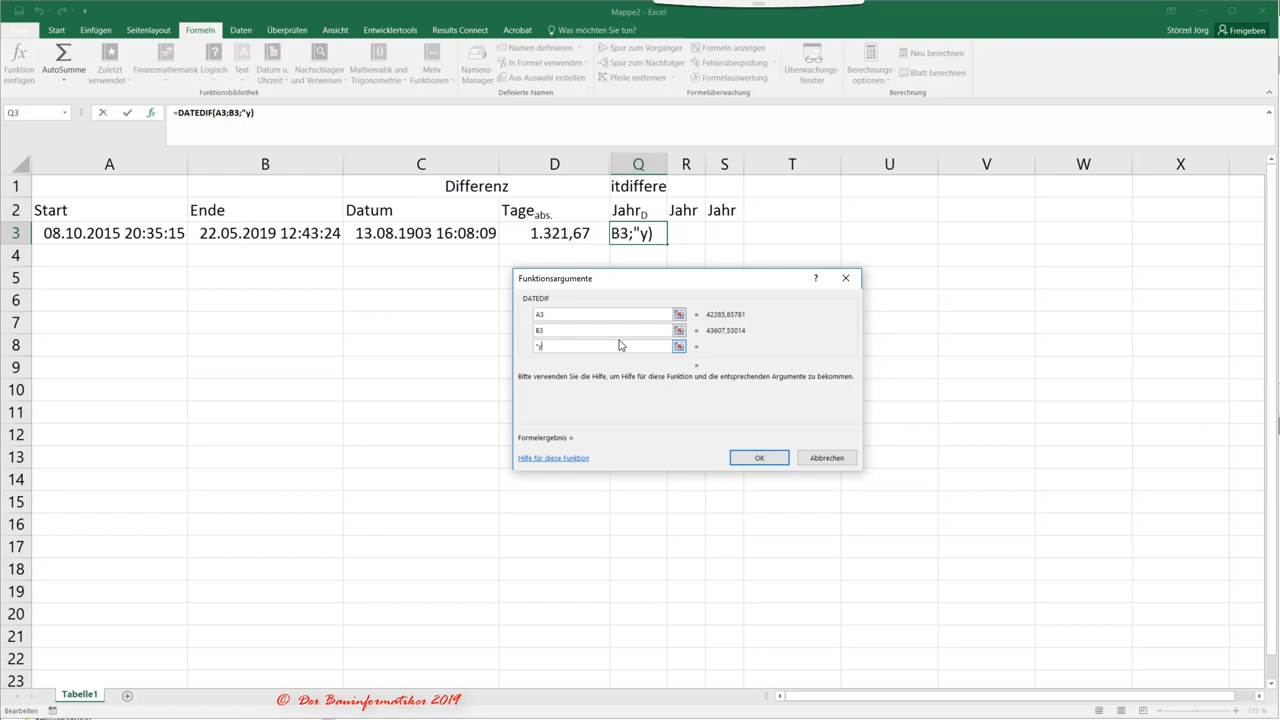 Mappe2 - Excel
Start Einfügen Seitenlayout Formeln Daten Überprüfen Ansicht Entwicklertools Results Connect Acrobat Was möchten Sie tun? Störzel Jörg Freigeben
Funktion einfügen
AutoSumme
Zuletzt verwendet
Finanzmathematik
Logisch
Text
Datum u. Uhrzeit
Nachschlagen und Verweisen
Mathematik und Trigonometrie
Mehr Funktionen
Funktionsbibliothek
Namens-Manager
Namen definieren
In Formel verwenden
Aus Auswahl erstellen
Definierte Namen
Spur zum Vorgänger
Spur zum Nachfolger
Pfeile entfernen
Formeln anzeigen
Fehlerüberprüfung
Formelauswertung
Formelüberwachung
Überwachungsfenster
Berechnungsoptionen
Neu berechnen
Blatt berechnen
Berechnung
Q3 fx =DATEDIF(A3;B3;"y)
A B C D Q R S T U V W X
1 Differenz itdiffere
2 Start Ende Datum Tageabs. JahrD Jahr Jahr
3 08.10.2015 20:35:15 22.05.2019 12:43:24 13.08.1903 16:08:09 1.321,67 B3;"y)
4
5
6
7
8
9
10
11
12
13
14
15
16
17
18
19
20
21
22
23
Funktionsargumente ?
DATEDIF
A3 = 42285,85781
B3 = 43607,53014
"y =
=
Bitte verwenden Sie die Hilfe, um Hilfe für diese Funktion und die entsprechenden Argumente zu bekommen.
Formelergebnis =
Hilfe für diese Funktion OK Abbrechen
Tabelle1
© Der Bauinformatiker 2019
Bearbeiten 175 %